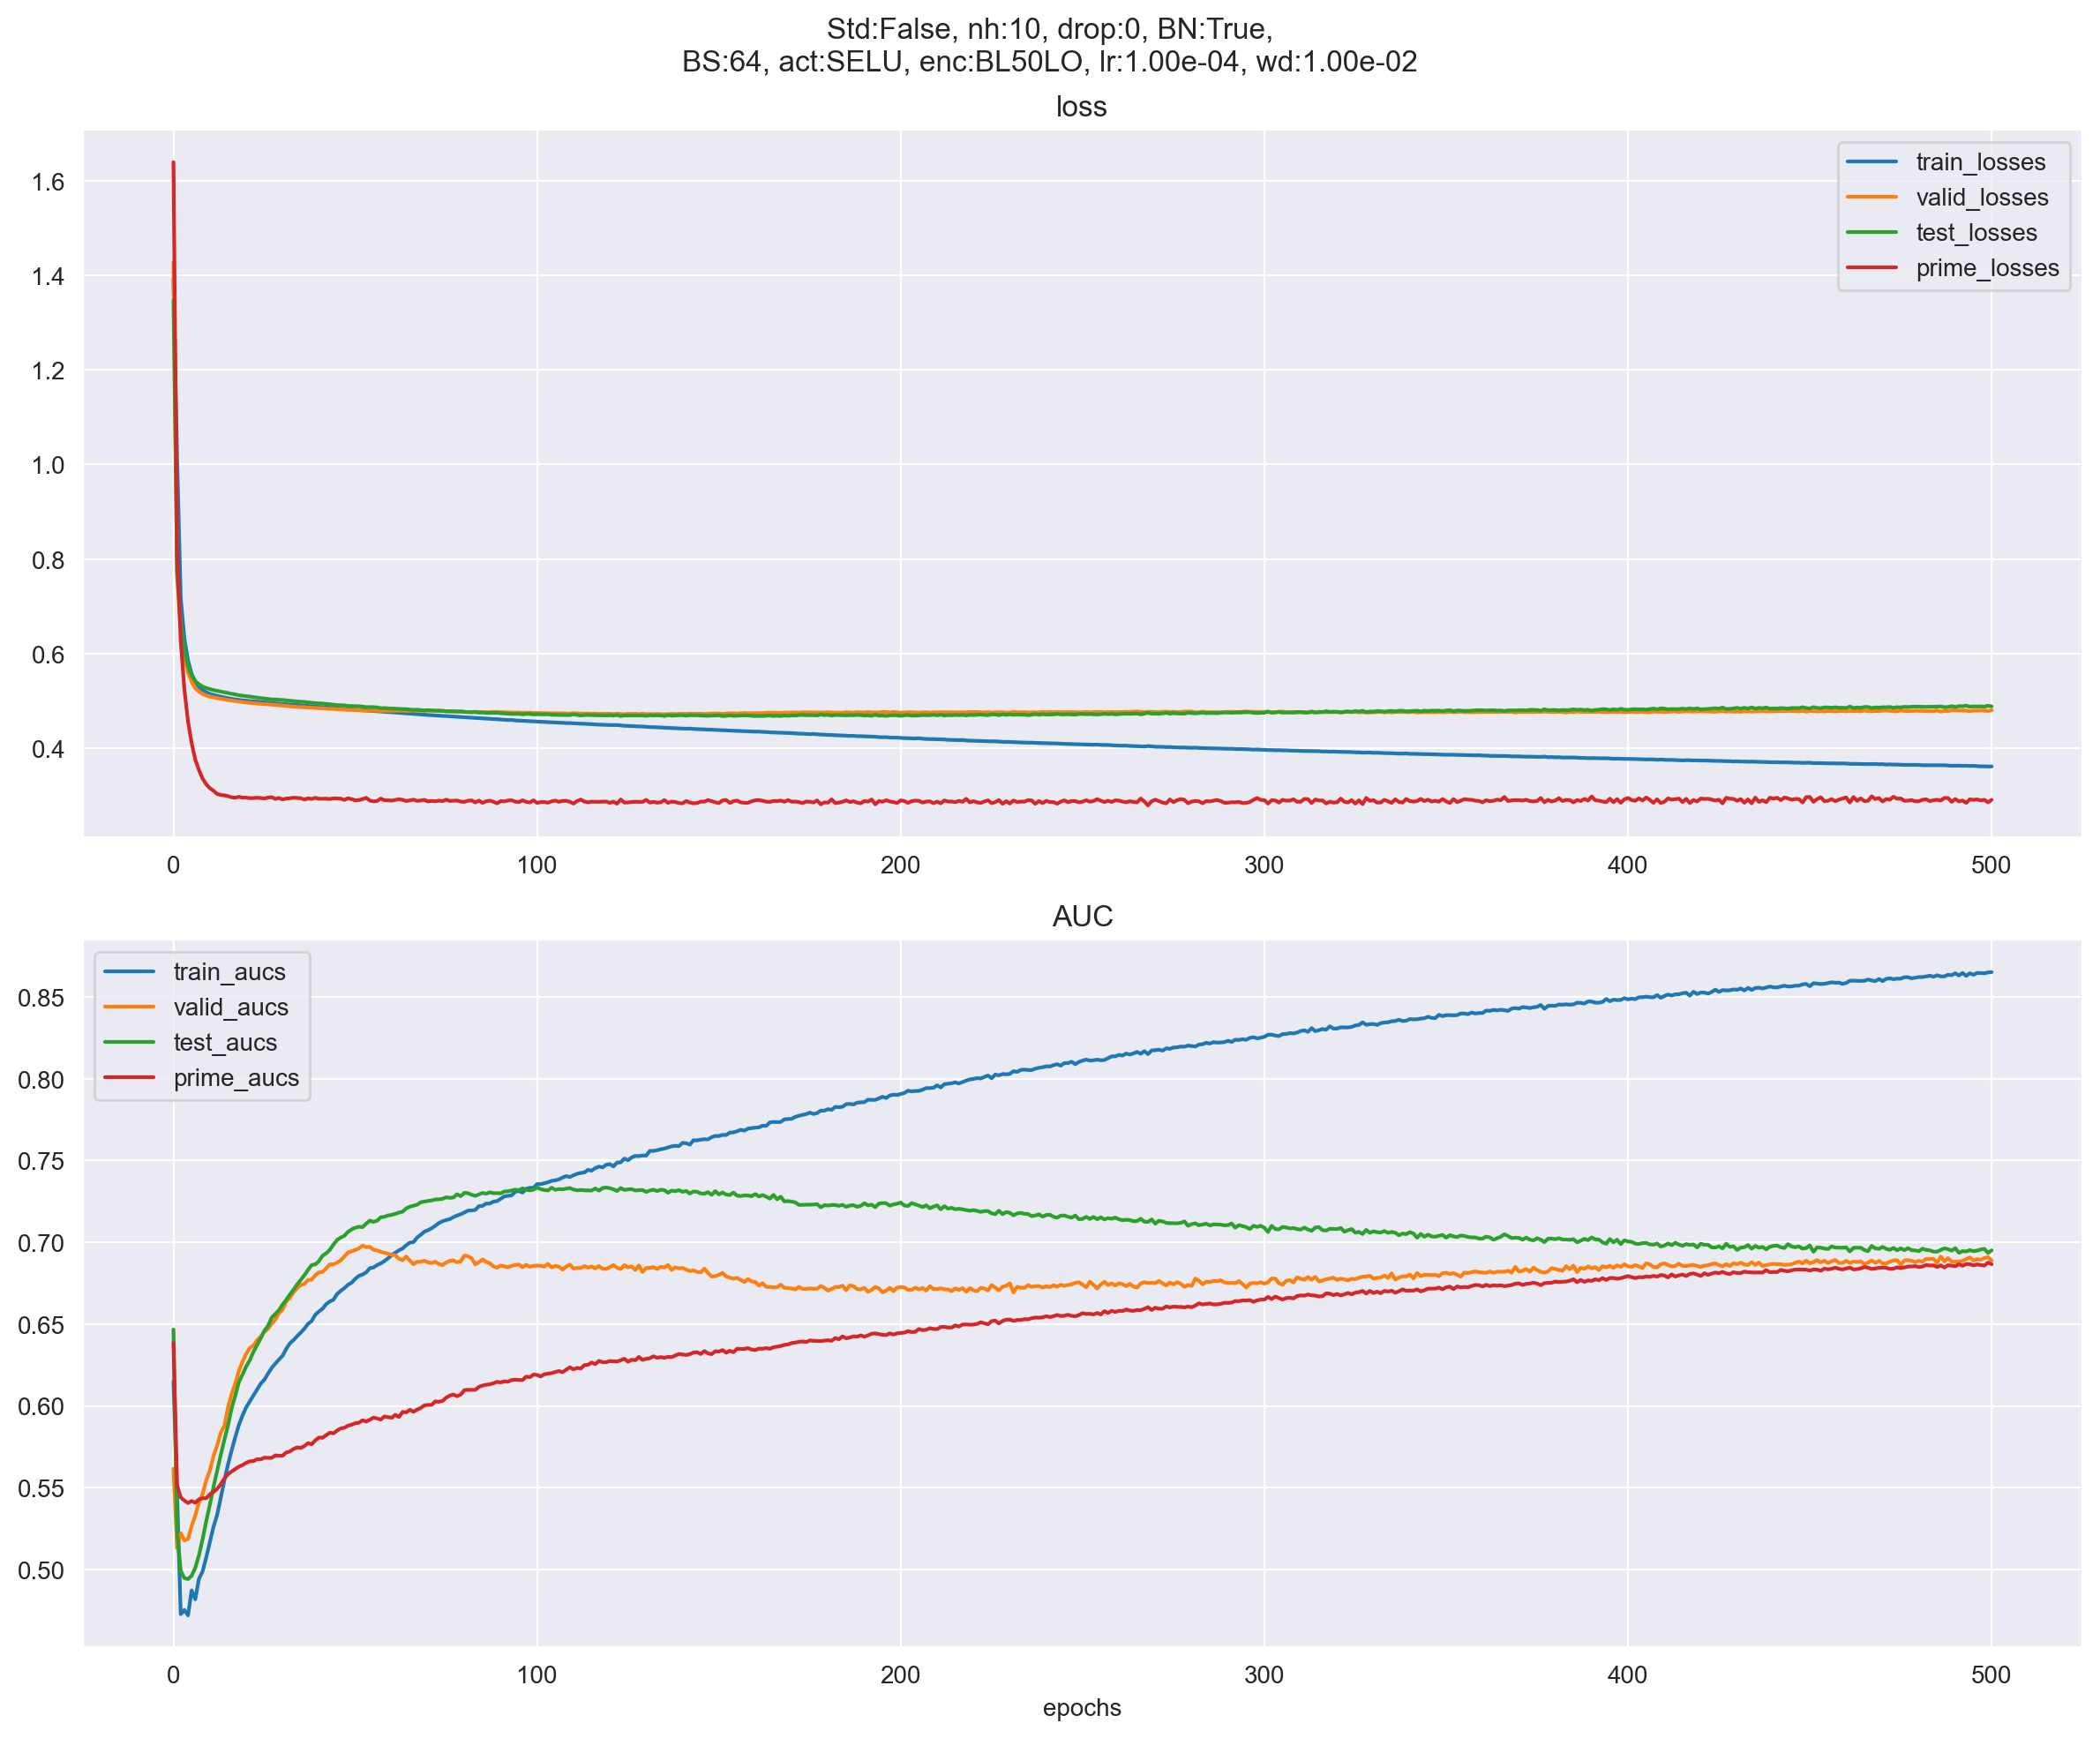 Std:False, nh:10, drop:0, BN:True,
BS:64, act:SELU, enc:BL50LO, lr:1.00e-04, wd:1.00e-02
loss
train_losses
valid_losses
test_losses
prime_losses
1.6
1.4
1.2
1.0
0.8
0.6
0.4
0 100 200 300 400 500
AUC
train_aucs
valid_aucs
test_aucs
prime_aucs
0.85
0.80
0.75
0.70
0.65
0.60
0.55
0.50
0 100 200 300 400 500
epochs